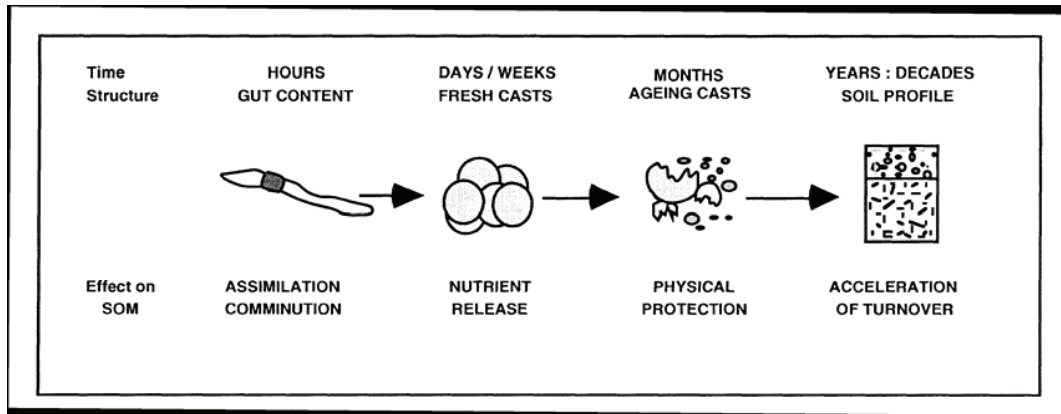 Time HOURS DAYS / WEEKS MONTHS YEARS : DECADES
Structure GUT CONTENT FRESH CASTS AGEING CASTS SOIL PROFILE
Effect on ASSIMILATION NUTRIENT PHYSICAL ACCELERATION
SOM COMMINUTION RELEASE PROTECTION OF TURNOVER